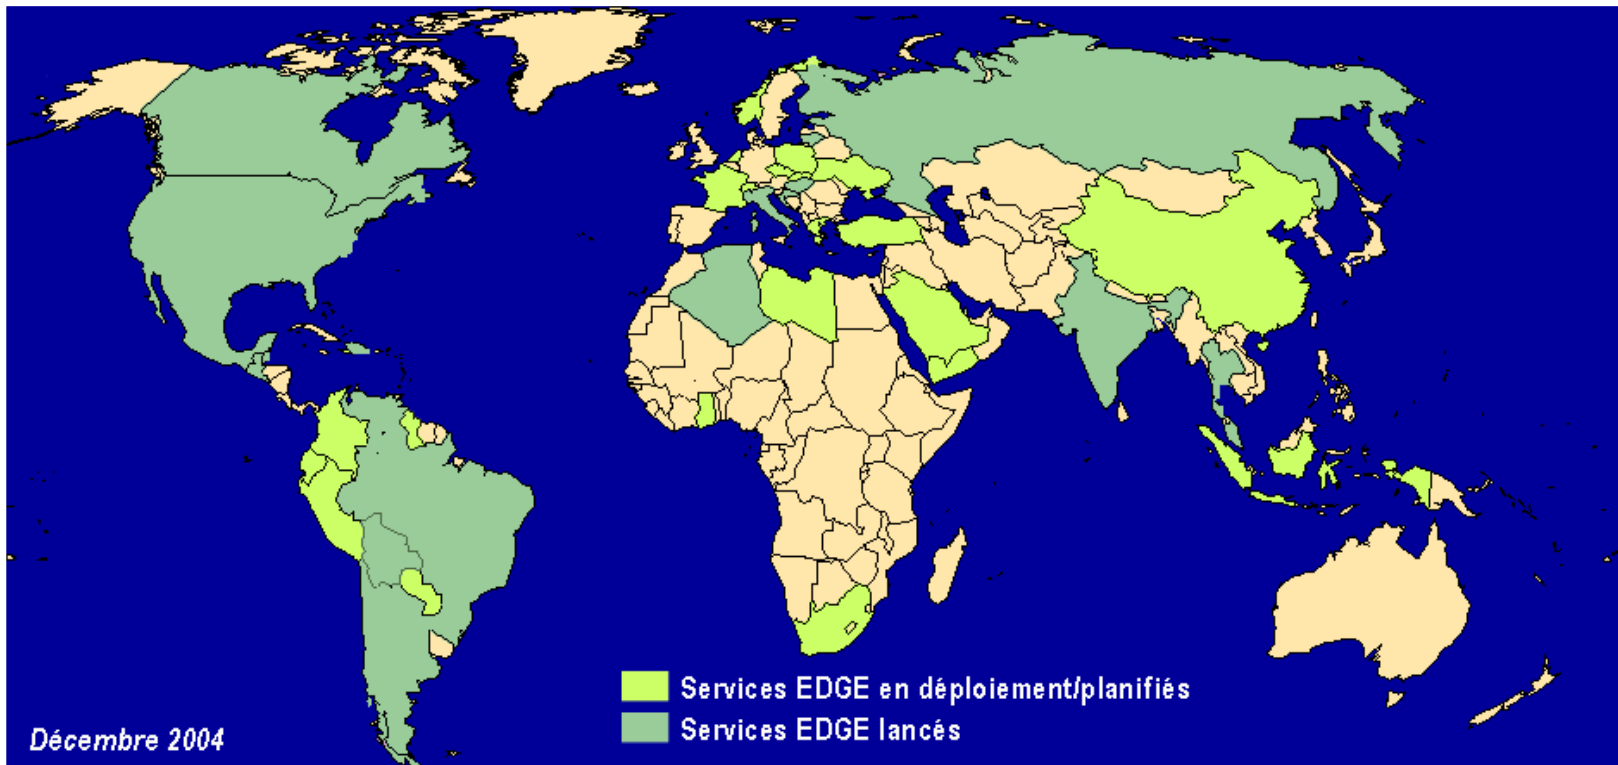 Services EDGE en déploiement/planifiés
Services EDGE lancés
Décembre 2004